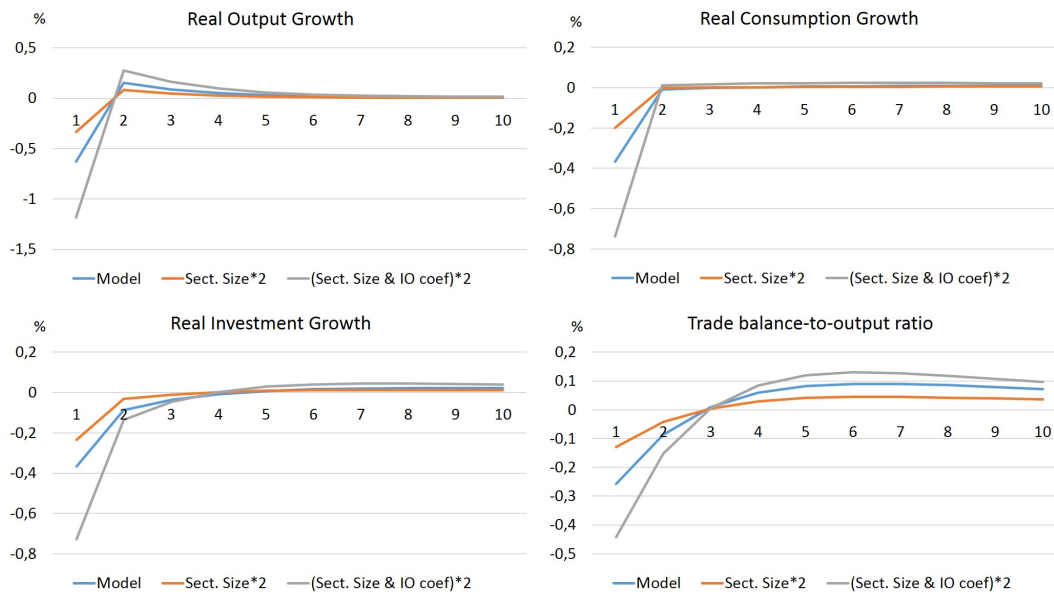 % Real Output Growth
0,5
0
-0,5
-1
-1,5
1 2 3 4 5 6 7 8 9 10
Model Sect. Size*2 (Sect. Size & IO coef)*2
% Real Consumption Growth
0,2
0
-0,2
-0,4
-0,6
-0,8
1 2 3 4 5 6 7 8 9 10
Model Sect. Size*2 (Sect. Size & IO coef)*2
% Real Investment Growth
0,2
0
-0,2
-0,4
-0,6
-0,8
1 2 3 4 5 6 7 8 9 10
Model Sect. Size*2 (Sect. Size & IO coef)*2
% Trade balance-to-output ratio
0,2
0,1
0
-0,1
-0,2
-0,3
-0,4
-0,5
1 2 3 4 5 6 7 8 9 10
Model Sect. Size*2 (Sect. Size & IO coef)*2